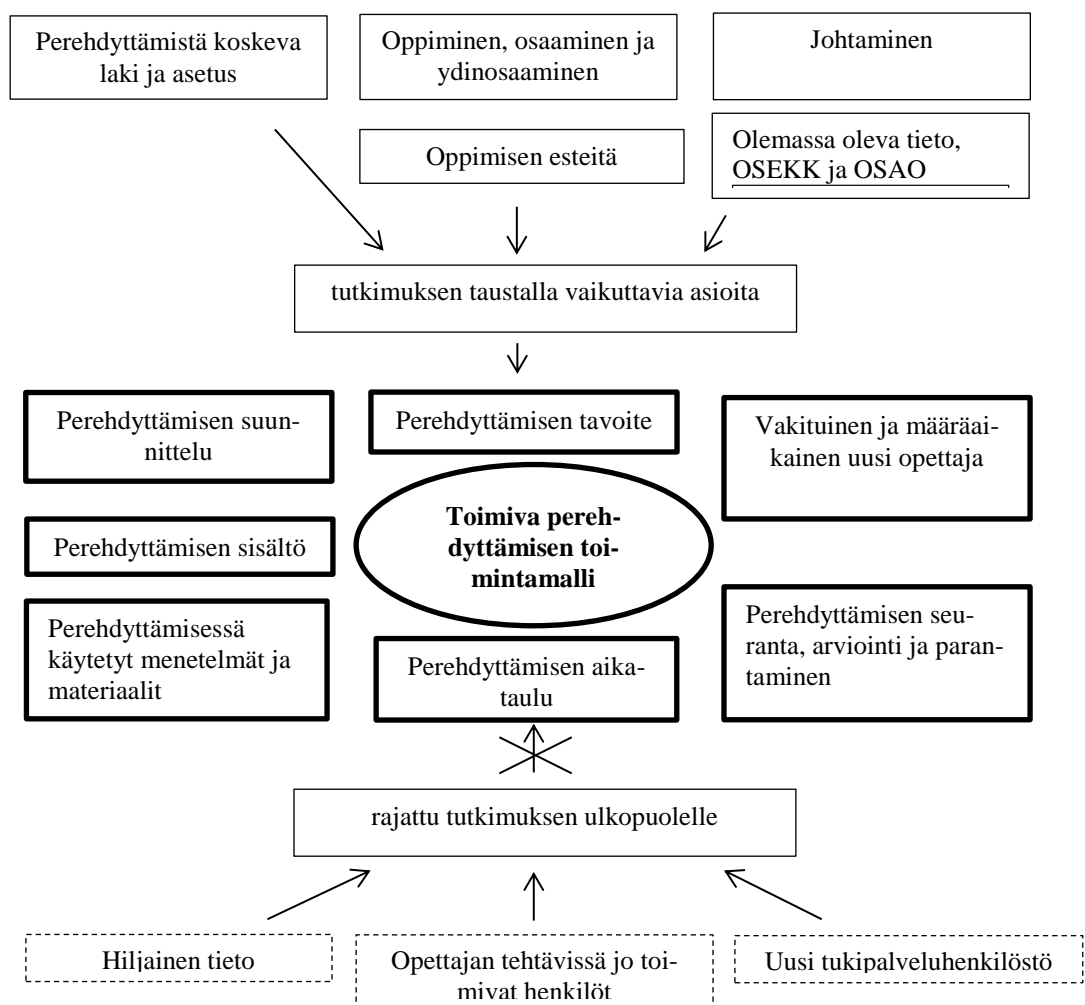 Perehdyttämistä koskeva
laki ja asetus
Oppiminen, osaaminen ja
ydinosaaminen
Johtaminen
Oppimisen esteitä
Olemassa oleva tieto,
OSEKK ja OSAO
tutkimuksen taustalla vaikuttavia asioita
Perehdyttämisen suun-
nittelu
Perehdyttämisen tavoite
Vakituinen ja määräai-
kainen uusi opettaja
Perehdyttämisen sisältö
Toimiva pereh-
dyttämisen toi-
mintamalli
Perehdyttämisessä
käytetyt menetelmät ja
materiaalit
Perehdyttämisen aika-
taulu
Perehdyttämisen seu-
ranta, arviointi ja paran-
taminen
rajattu tutkimuksen ulkopuolelle
Hiljainen tieto
Opettajan tehtävissä jo toi-
mivat henkilöt
Uusi tukipalveluhenkilöstö